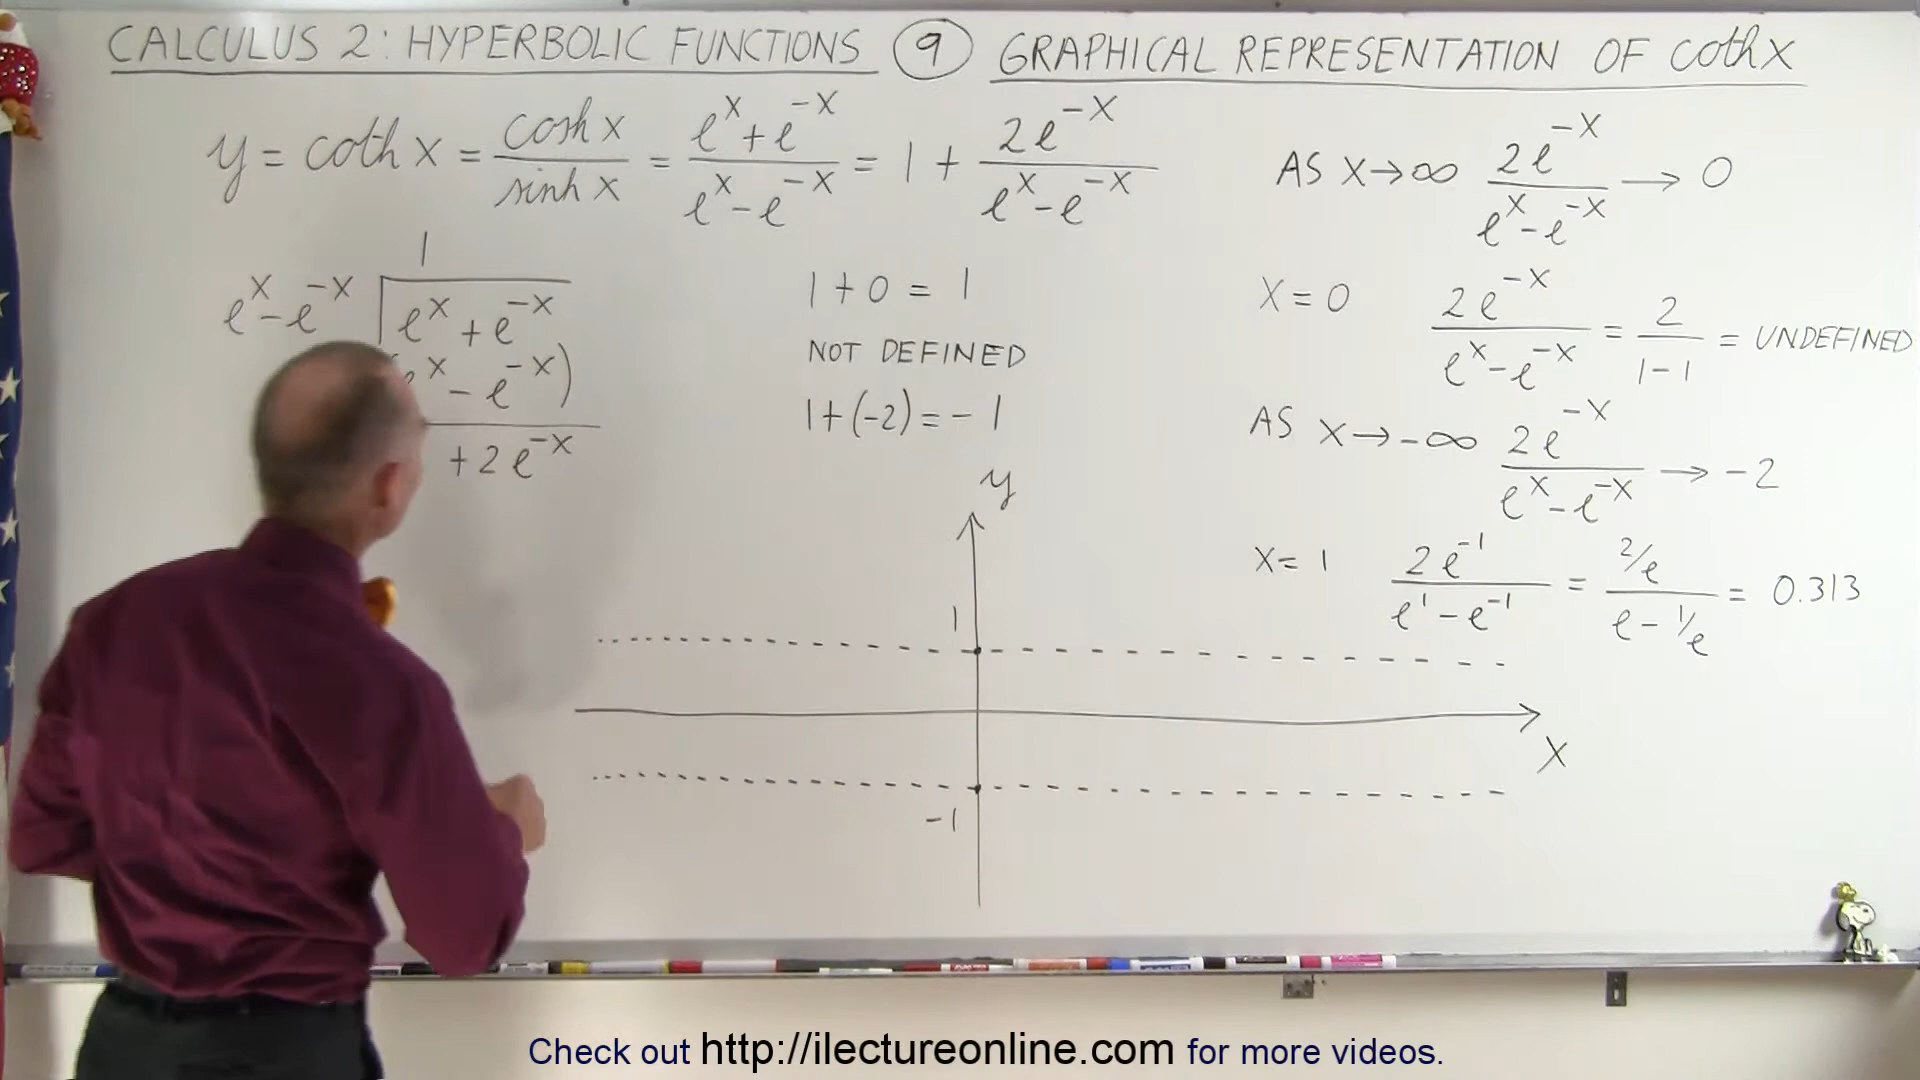 CALCULUS 2: HYPERBOLIC FUNCTIONS ⑨ GRAPHICAL REPRESENTATION OF coth x
y = coth x = cosh x / sinh x = (e^x + e^-x) / (e^x - e^-x) = 1 + 2e^-x / (e^x - e^-x)
1
e^x - e^-x √ e^x + e^-x
x - e^-x)
+ 2e^-x
1 + 0 = 1
NOT DEFINED
1 + (-2) = -1
AS x → ∞ 2e^-x / (e^x - e^-x) → 0
x = 0 2e^-x / (e^x - e^-x) = 2 / (1 - 1) = UNDEFINED
AS x → -∞ 2e^-x / (e^x - e^-x) → -2
x = 1 2e^-1 / (e^1 - e^-1) = (2/e) / (e - 1/e) = 0.313
y
1
x
-1
Check out http://ilectureonline.com for more videos.